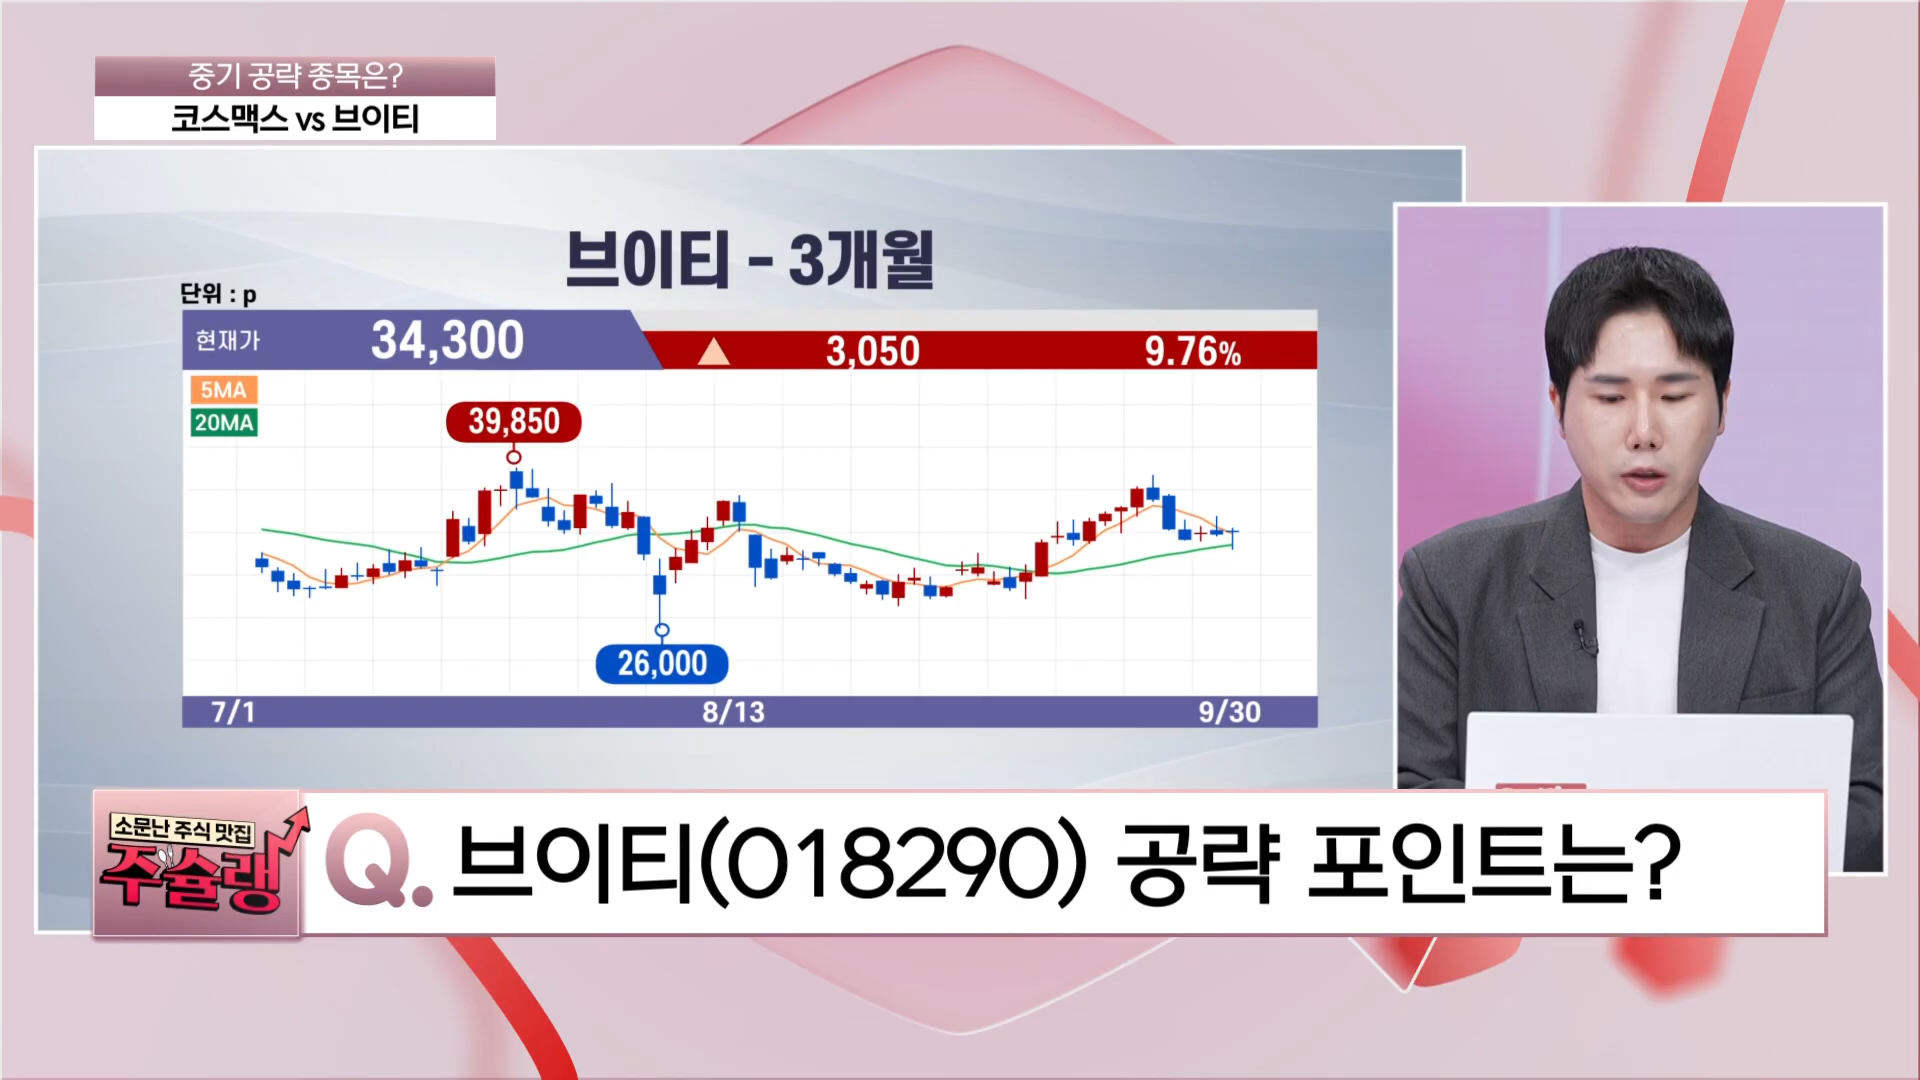 중기 공략 종목은?
코스맥스 vs 브이티
브이티 - 3개월
단위 : p
현재가 34,300 3,050 9.76%
5MA
20MA
39,850
26,000
7/1 8/13 9/30
소문난 주식 맛집
주슐랭
Q. 브이티(018290) 공략 포인트는?